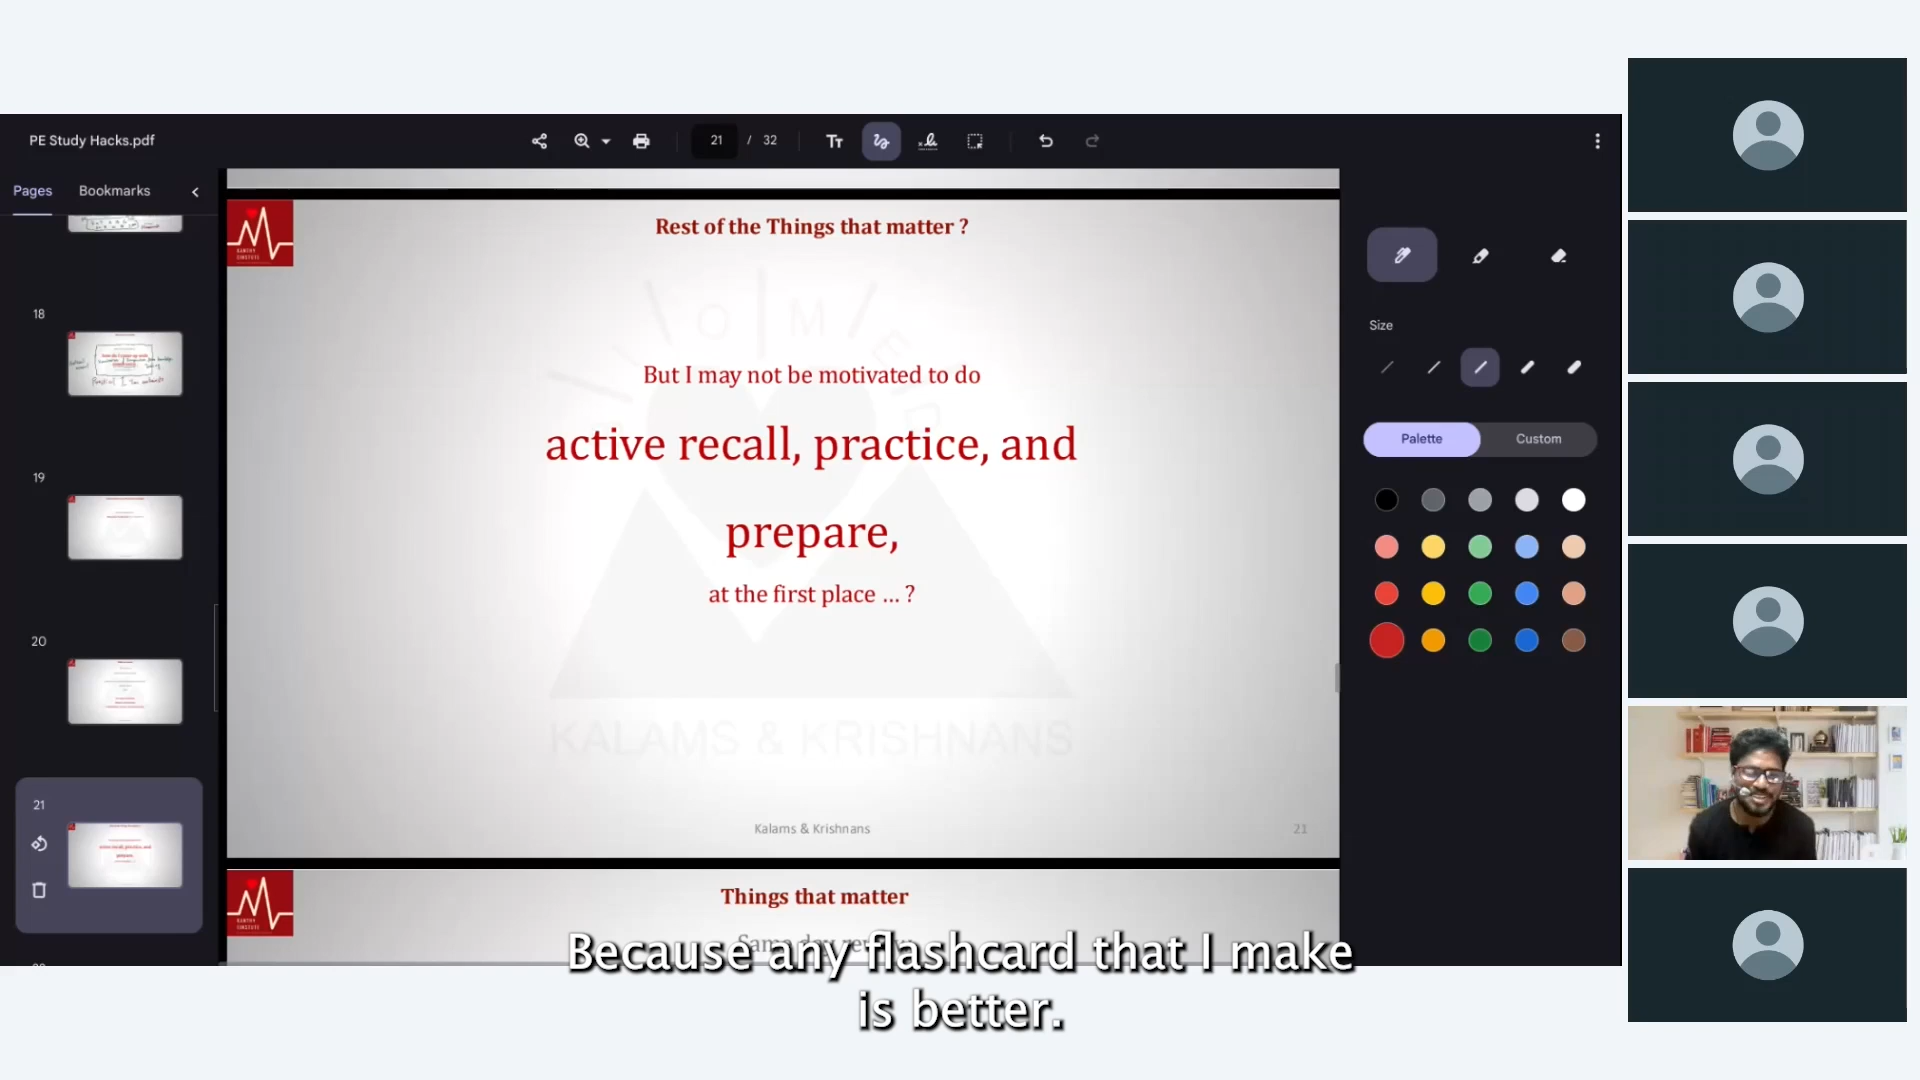 PE Study Hacks.pdf
21 / 32
Pages
Bookmarks
18
19
20
21
Rest of the Things that matter ?
But I may not be motivated to do
active recall, practice, and
prepare,
at the first place ... ?
KALAMS & KRISHNANS
Kalams & Krishnans
21
Things that matter
Because any flashcard that I make
is better.
Size
Palette
Custom